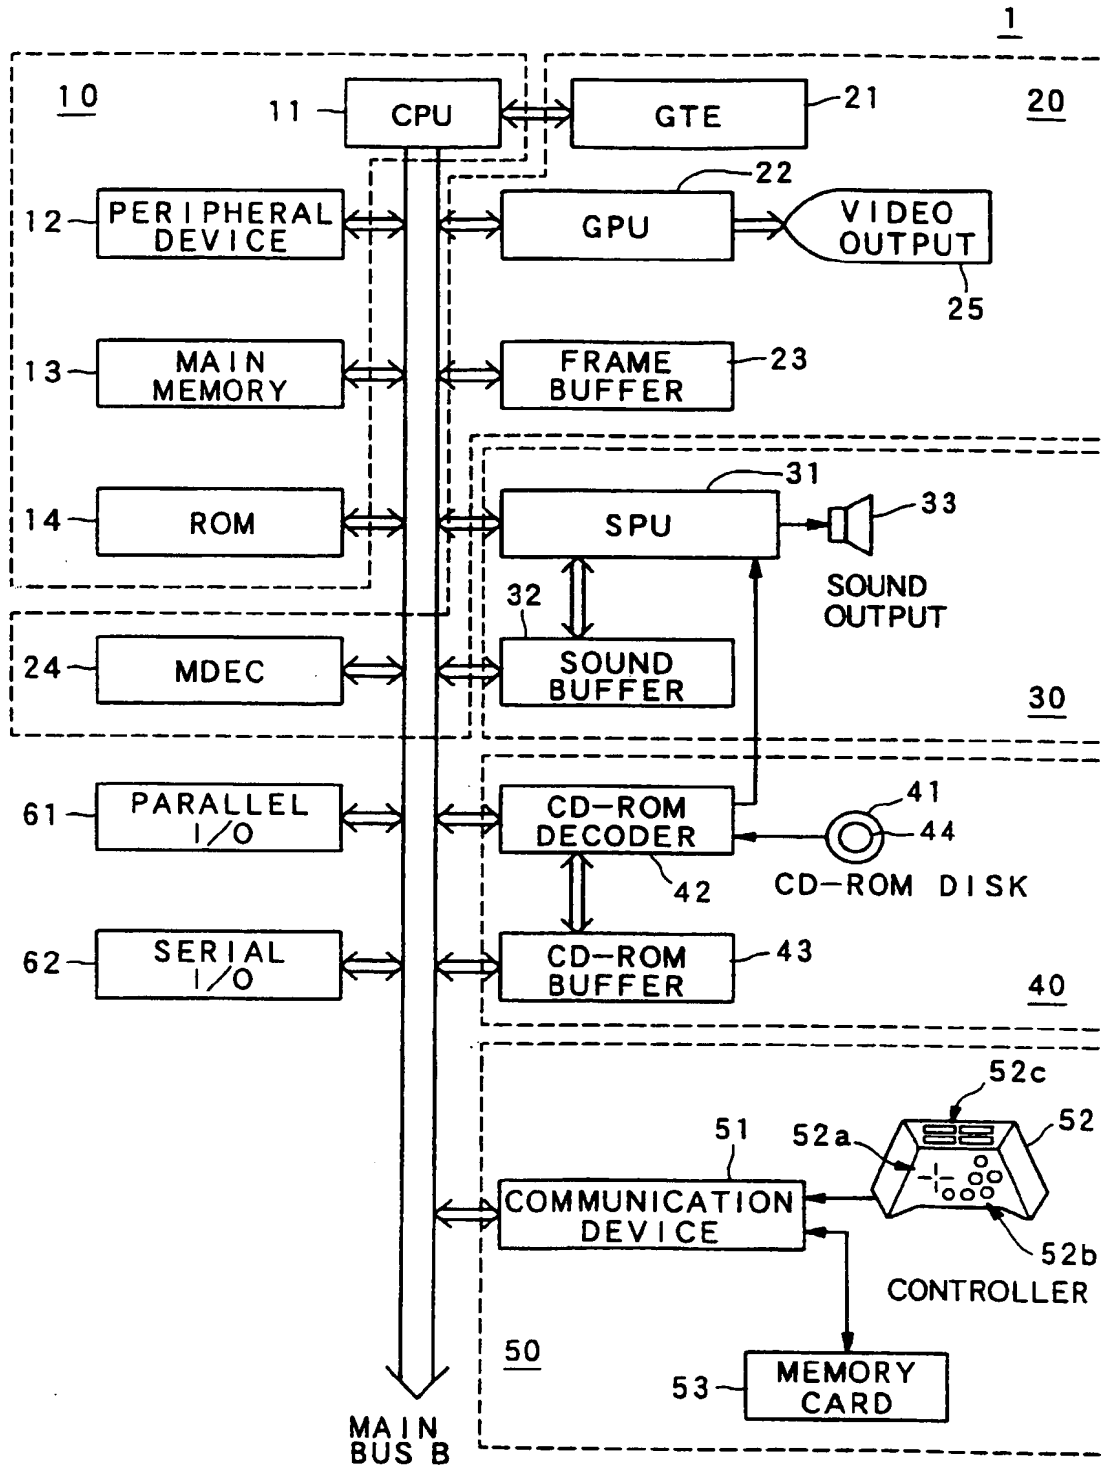 1
10
11
CPU
GTE
21
20
22
12
PERIPHERAL
DEVICE
GPU
VIDEO
OUTPUT
25
13
MAIN
MEMORY
FRAME
BUFFER
23
31
14
ROM
SPU
33
SOUND
OUTPUT
32
24
MDEC
SOUND
BUFFER
30
61
PARALLEL
I/O
CD-ROM
DECODER
41
44
42
CD-ROM DISK
62
SERIAL
I/O
CD-ROM
BUFFER
43
40
52c
52
52a
51
COMMUNICATION
DEVICE
52b
CONTROLLER
50
53
MEMORY
CARD
MAIN
BUS B